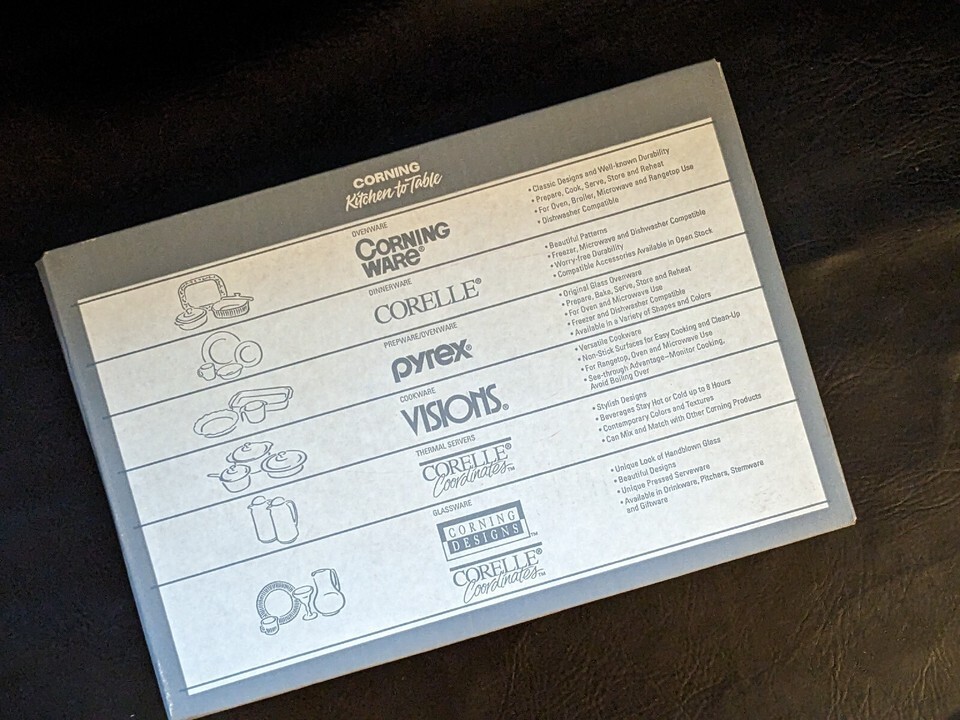 CORNING
Kitchen to Table
OVENWARE
CORNING
WARE®
• Classic Designs and Well-known Durability
• Prepare, Cook, Serve, Store and Reheat
• For Oven, Broiler, Microwave and Rangetop Use
• Dishwasher Compatible
DINNERWARE
CORELLE®
• Beautiful Patterns
• Freezer, Microwave and Dishwasher Compatible
• Worry-free Durability
• Compatible Accessories Available in Open Stock
PREPWARE/OVENWARE
PYREX®
• Original Glass Ovenware
• Prepare, Bake, Serve, Store and Reheat
• For Oven and Microwave Use
• Freezer and Dishwasher Compatible
• Available in a Variety of Shapes and Colors
COOKWARE
VISIONS®
• Versatile Cookware
• Non-Stick Surfaces for Easy Cooking and Clean-Up
• For Rangetop, Oven and Microwave Use
• See-through Advantage–Monitor Cooking,
Avoid Boiling Over
THERMAL SERVERS
CORELLE®
Coordinates™
• Stylish Designs
• Beverages Stay Hot or Cold up to 8 Hours
• Contemporary Colors and Textures
• Can Mix and Match with Other Corning Products
GLASSWARE
CORNING
DESIGNS™
CORELLE®
Coordinates™
• Unique Look of Handblown Glass
• Beautiful Designs
• Unique Pressed Serveware
• Available in Drinkware, Pitchers, Stemware
and Giftware